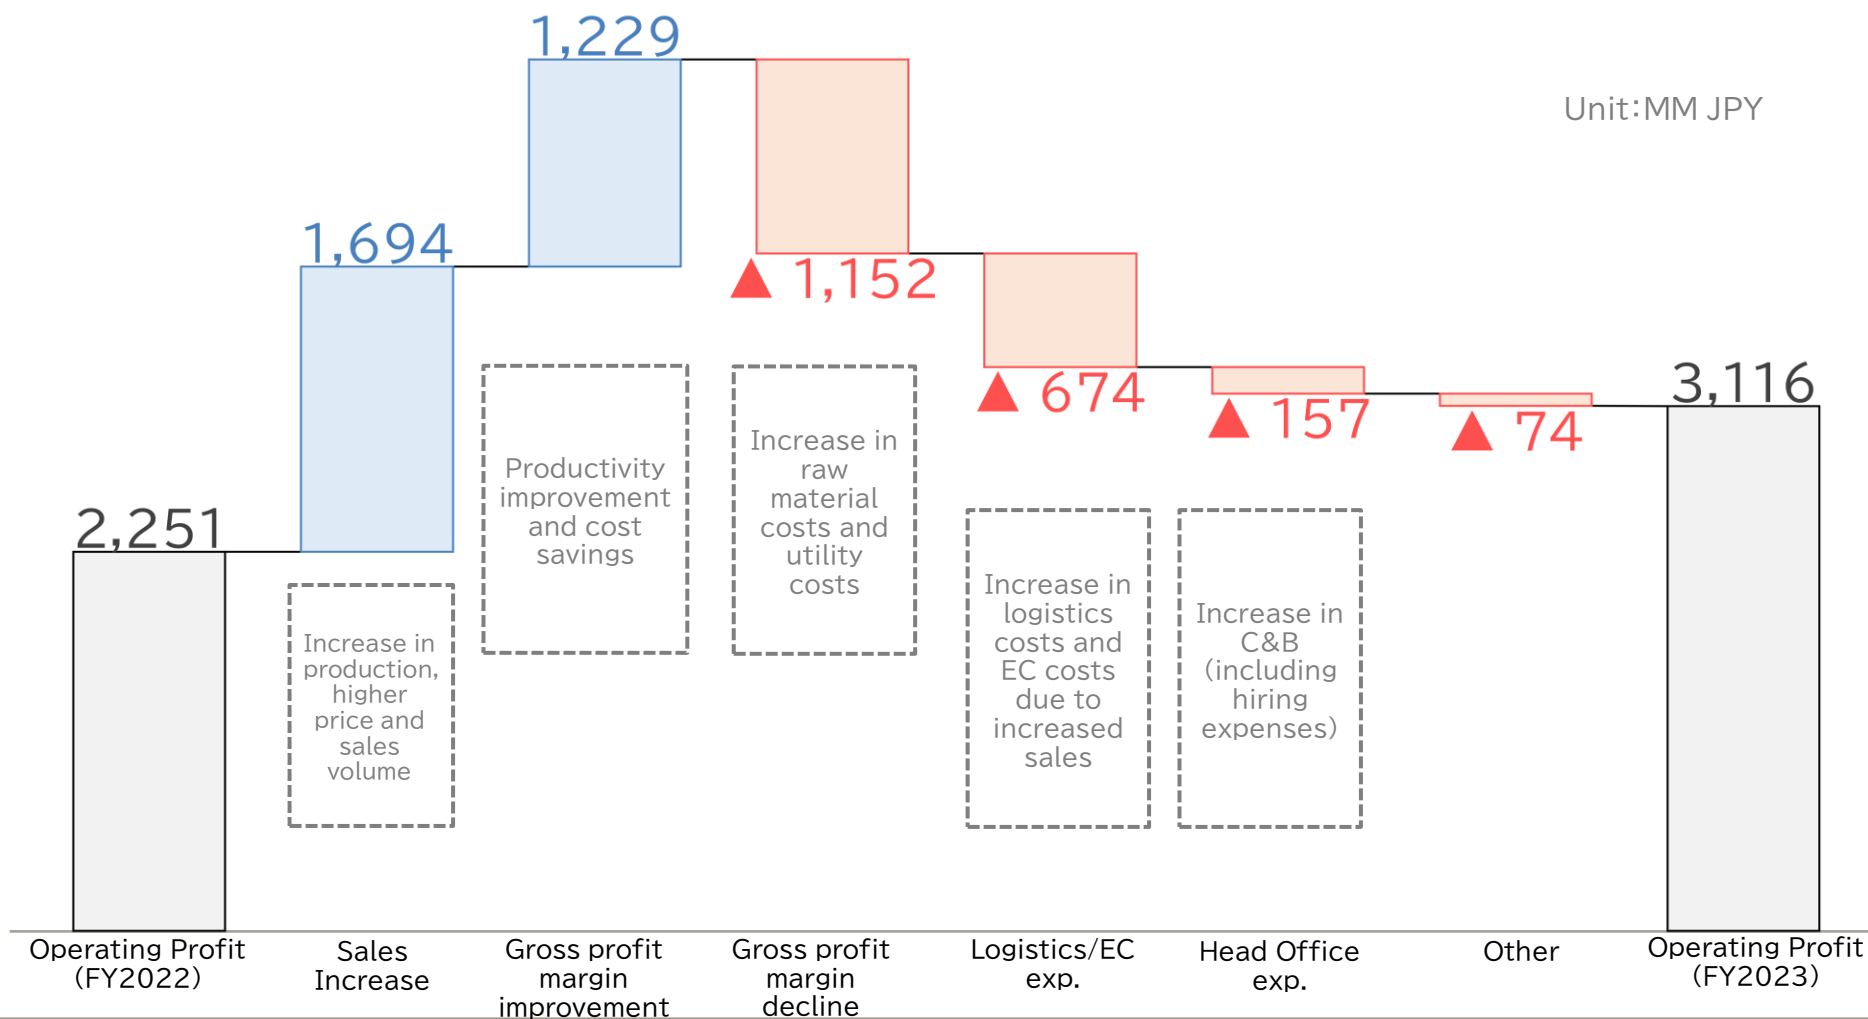 1,229
Unit：MM JPY
1,694
▲ 1,152
▲ 674
▲ 157
▲ 74
3,116
2,251
Increase in
production,
higher
price and
sales
volume
Productivity
improvement
and cost
savings
Increase in
raw
material
costs and
utility
costs
Increase in
logistics
costs and
EC costs
due to
increased
sales
Increase in
C&B
(including
hiring
expenses)
Operating Profit
(FY2022)
Sales
Increase
Gross profit
margin
improvement
Gross profit
margin
decline
Logistics/EC
exp.
Head Office
exp.
Other
Operating Profit
(FY2023)